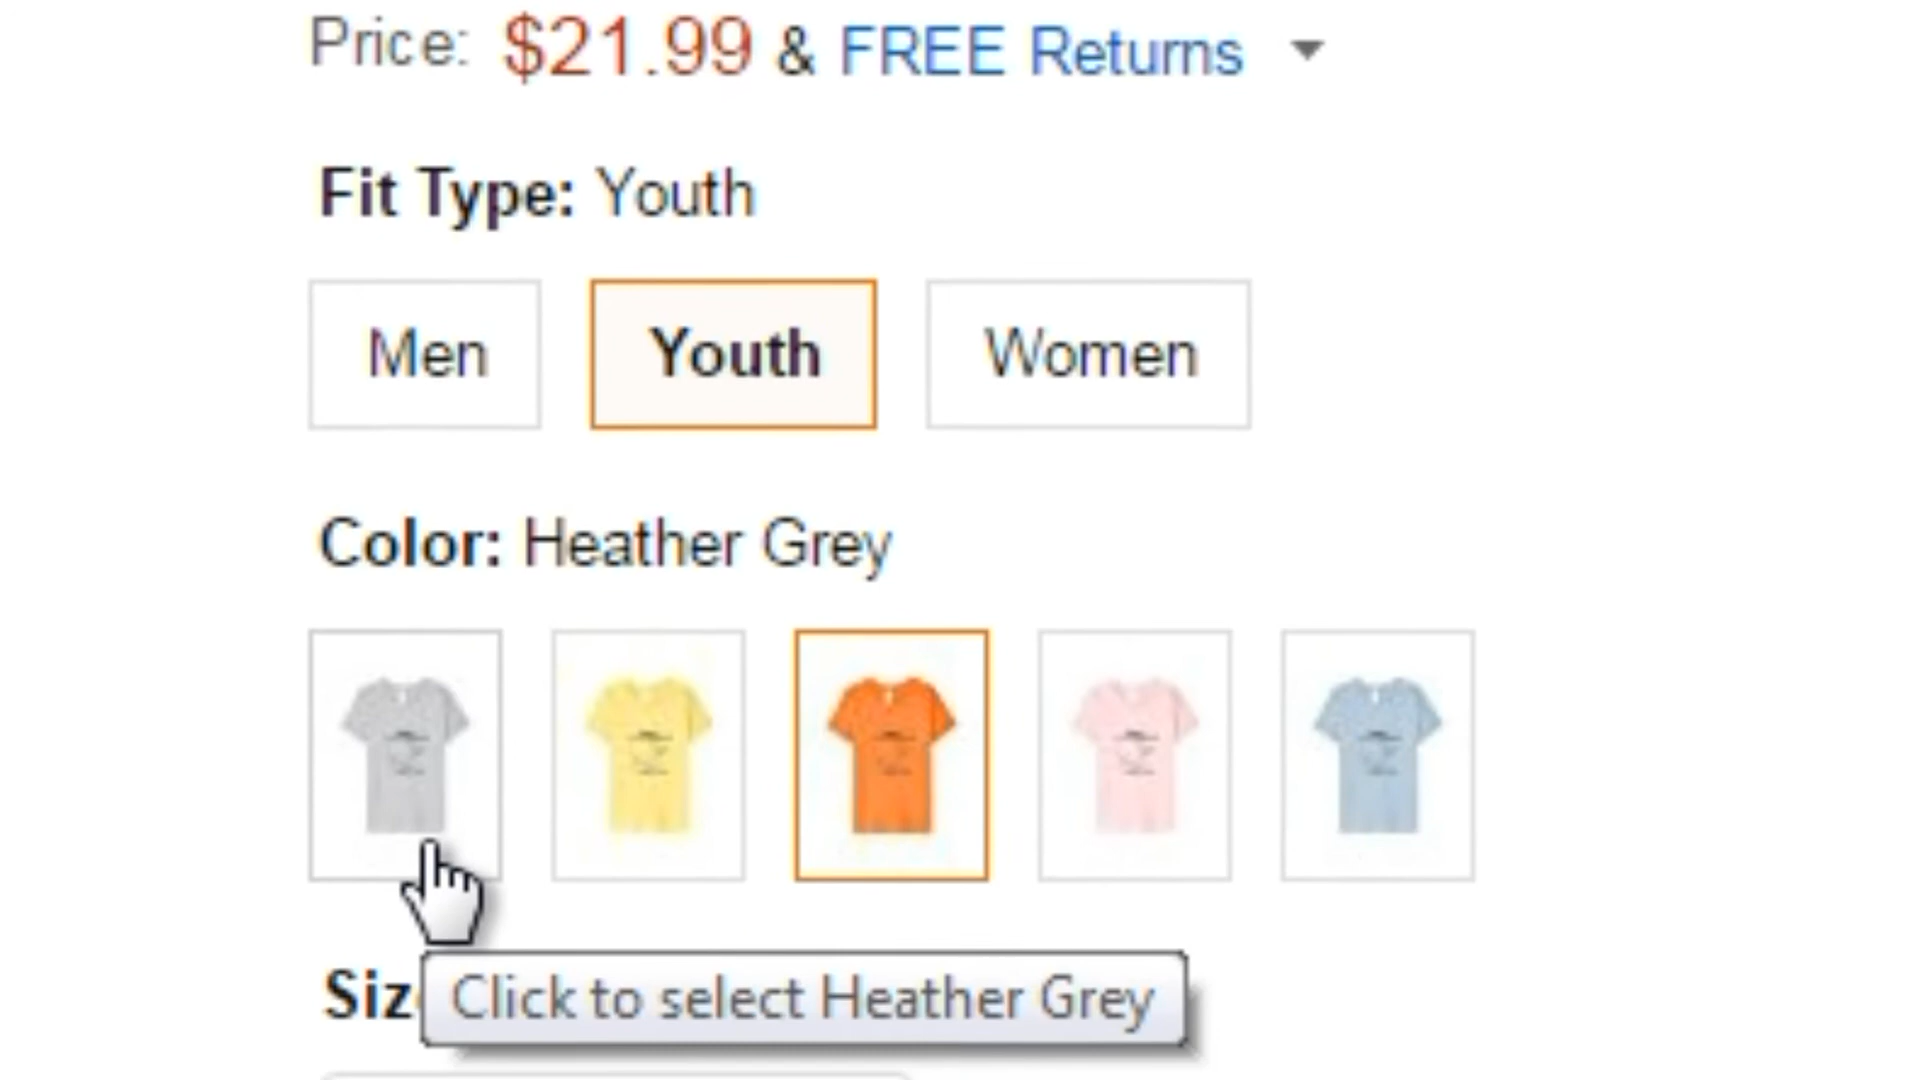 Price: $21.99 & FREE Returns
Fit Type: Youth
Men Youth Women
Color: Heather Grey
Siz
Click to select Heather Grey